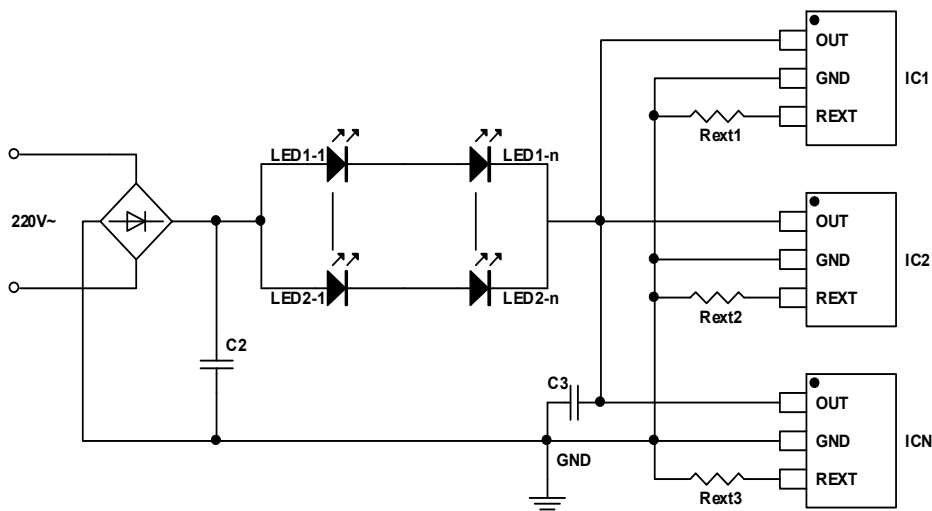 OUT
GND
IC1
REXT
Rext1
LED1-1
LED1-n
220V~
OUT
GND
IC2
REXT
Rext2
LED2-1
LED2-n
C2
C3
OUT
GND
ICN
GND
REXT
Rext3